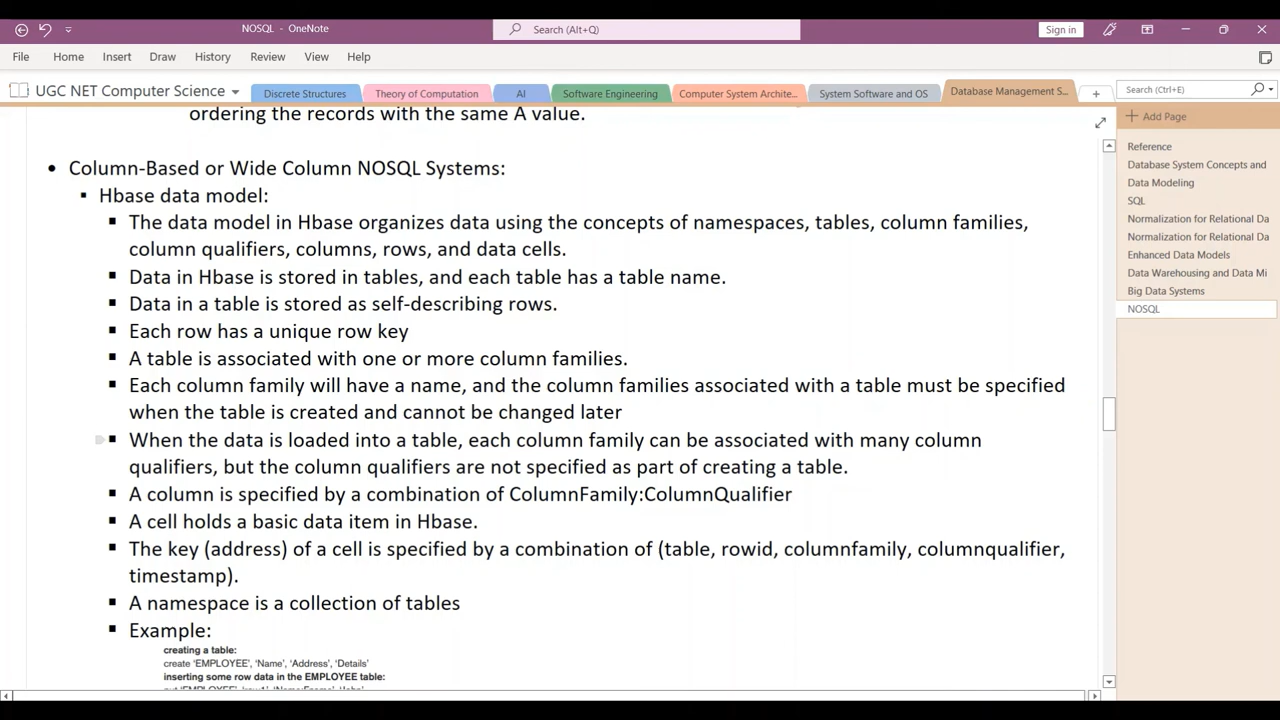 NOSQL - OneNote
Search (Alt+Q)
Sign in
File Home Insert Draw History Review View Help
UGC NET Computer Science
Discrete Structures
Theory of Computation
AI
Software Engineering
Computer System Archite...
System Software and OS
Database Management S...
Search (Ctrl+E)
ordering the records with the same A value.
• Column-Based or Wide Column NOSQL Systems:
▪ Hbase data model:
▪ The data model in Hbase organizes data using the concepts of namespaces, tables, column families,
column qualifiers, columns, rows, and data cells.
▪ Data in Hbase is stored in tables, and each table has a table name.
▪ Data in a table is stored as self-describing rows.
▪ Each row has a unique row key
▪ A table is associated with one or more column families.
▪ Each column family will have a name, and the column families associated with a table must be specified
when the table is created and cannot be changed later
▪ When the data is loaded into a table, each column family can be associated with many column
qualifiers, but the column qualifiers are not specified as part of creating a table.
▪ A column is specified by a combination of ColumnFamily:ColumnQualifier
▪ A cell holds a basic data item in Hbase.
▪ The key (address) of a cell is specified by a combination of (table, rowid, columnfamily, columnqualifier,
timestamp).
▪ A namespace is a collection of tables
▪ Example:
creating a table:
create ‘EMPLOYEE’, ‘Name’, ‘Address’, ‘Details’
inserting some row data in the EMPLOYEE table:
Add Page
Reference
Database System Concepts and
Data Modeling
SQL
Normalization for Relational Da
Normalization for Relational Da
Enhanced Data Models
Data Warehousing and Data Mi
Big Data Systems
NOSQL